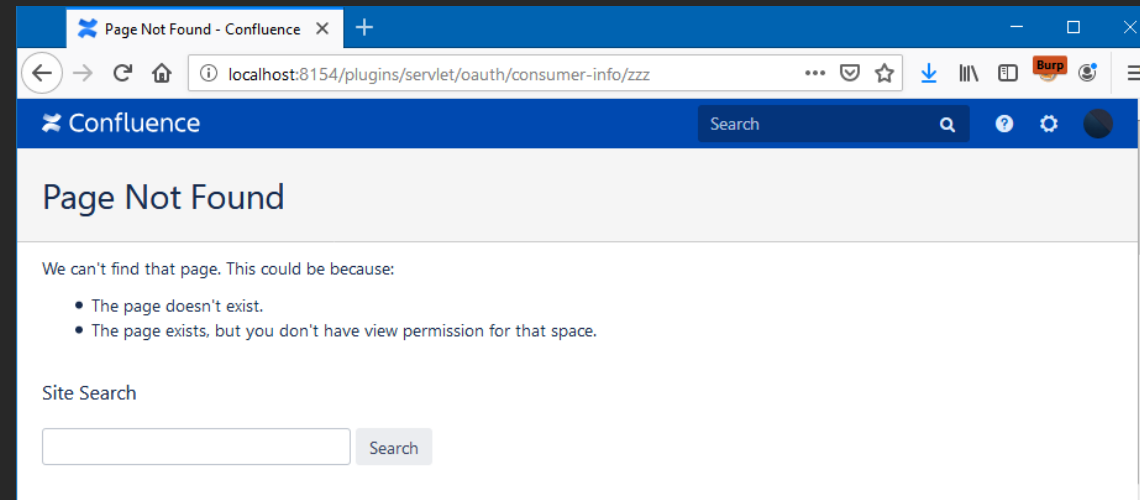 Page Not Found - Confluence
localhost:8154/plugins/servlet/oauth/consumer-info/zzz
Burp
Confluence
Search
Page Not Found
We can't find that page. This could be because:
The page doesn't exist.
The page exists, but you don't have view permission for that space.
Site Search
Search